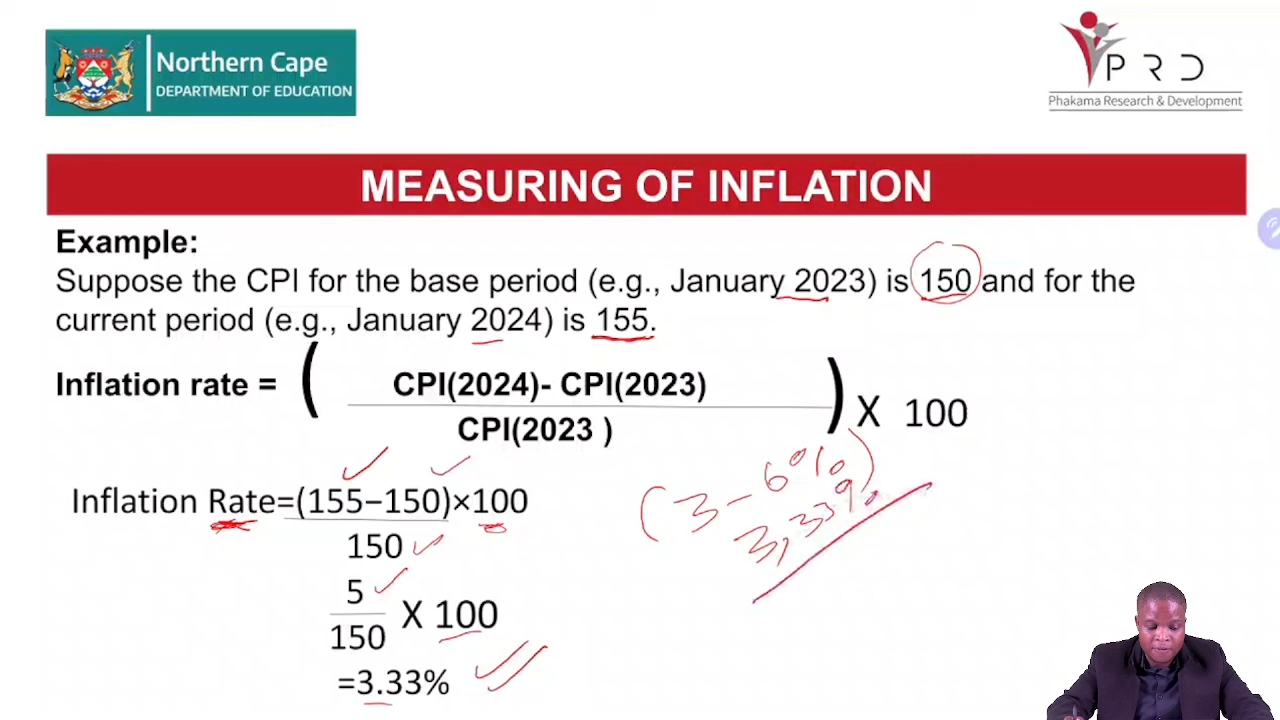 Northern Cape
DEPARTMENT OF EDUCATION
P R D
Phakama Research & Development
MEASURING OF INFLATION
Example:
Suppose the CPI for the base period (e.g., January 2023) is 150 and for the
current period (e.g., January 2024) is 155.
Inflation rate = ( CPI(2024)- CPI(2023) ) X 100
CPI(2023 )
Inflation Rate=(155–150)×100
150
(3-6%)
3,33%
5
X 100
150
=3.33%